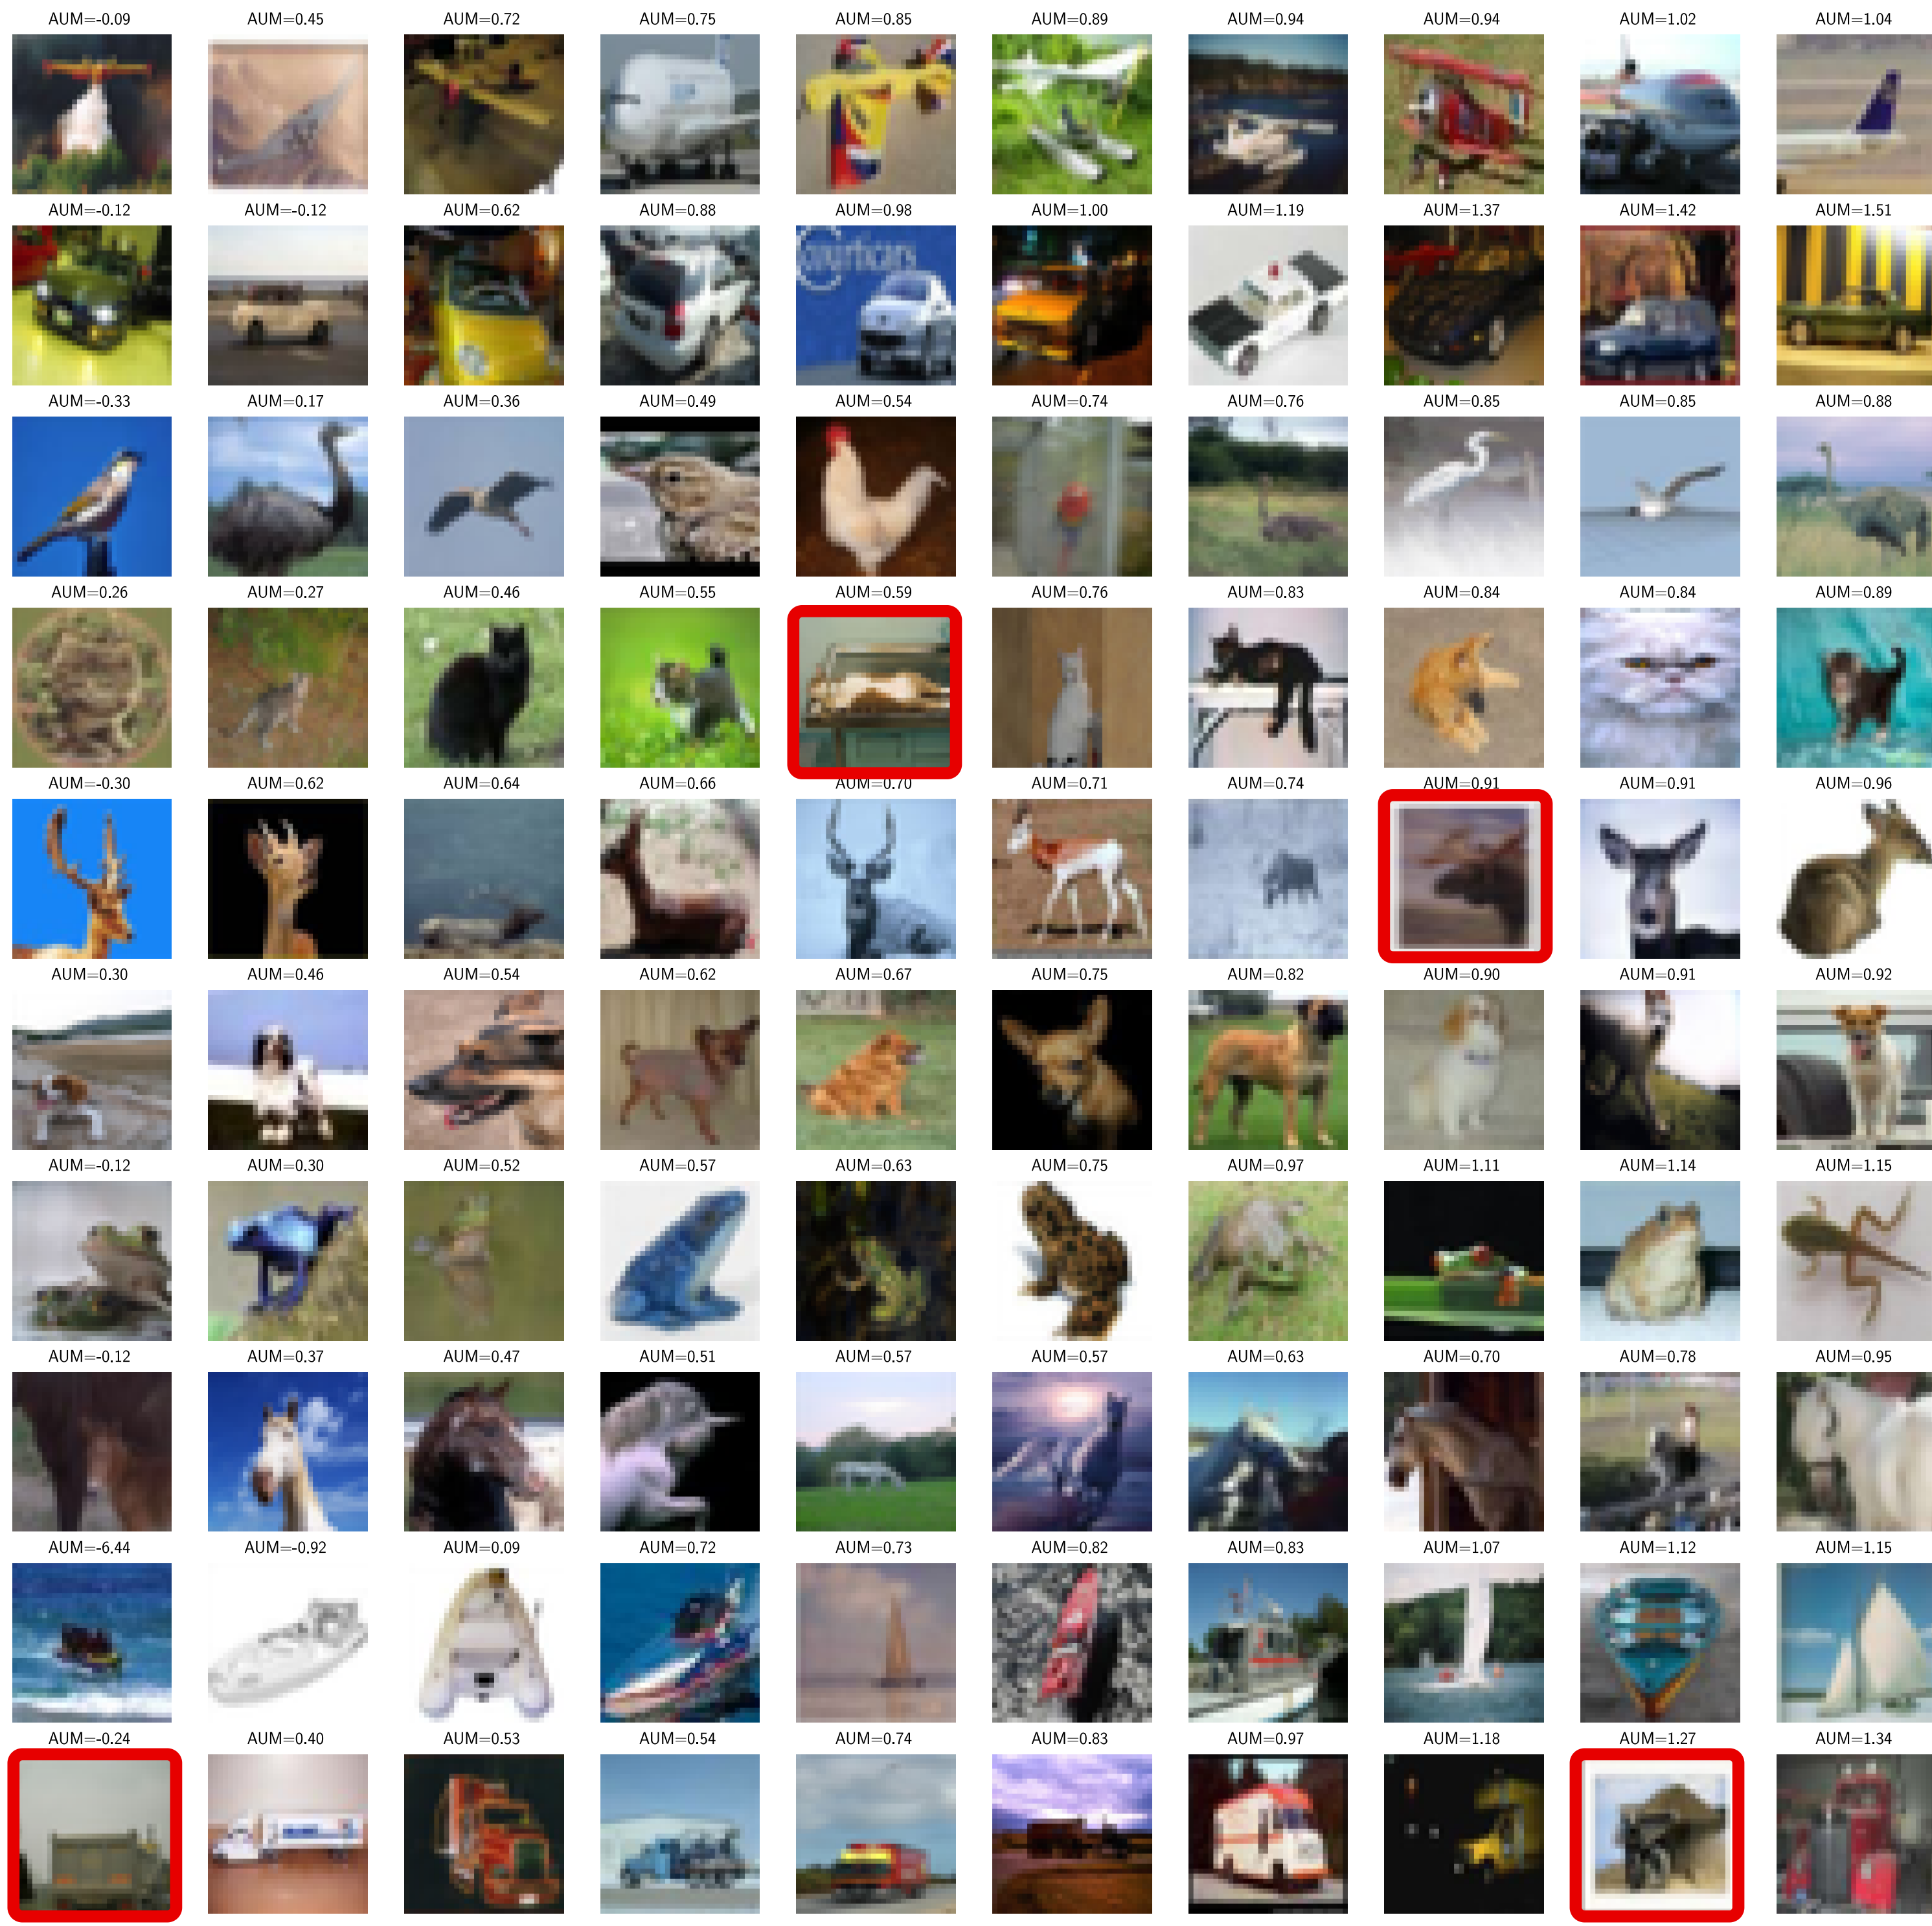 AUM=-0.09 AUM=0.45 AUM=0.72 AUM=0.75 AUM=0.85 AUM=0.89 AUM=0.94 AUM=0.94 AUM=1.02 AUM=1.04
AUM=-0.12 AUM=-0.12 AUM=0.62 AUM=0.88 AUM=0.98 AUM=1.00 AUM=1.19 AUM=1.37 AUM=1.42 AUM=1.51
AUM=-0.33 AUM=0.17 AUM=0.36 AUM=0.49 AUM=0.54 AUM=0.74 AUM=0.76 AUM=0.85 AUM=0.85 AUM=0.88
AUM=0.26 AUM=0.27 AUM=0.46 AUM=0.55 AUM=0.59 AUM=0.76 AUM=0.83 AUM=0.84 AUM=0.84 AUM=0.89
AUM=-0.30 AUM=0.62 AUM=0.64 AUM=0.66 AUM=0.70 AUM=0.71 AUM=0.74 AUM=0.91 AUM=0.91 AUM=0.96
AUM=0.30 AUM=0.46 AUM=0.54 AUM=0.62 AUM=0.67 AUM=0.75 AUM=0.82 AUM=0.90 AUM=0.91 AUM=0.92
AUM=-0.12 AUM=0.30 AUM=0.52 AUM=0.57 AUM=0.63 AUM=0.75 AUM=0.97 AUM=1.11 AUM=1.14 AUM=1.15
AUM=-0.12 AUM=0.37 AUM=0.47 AUM=0.51 AUM=0.57 AUM=0.57 AUM=0.63 AUM=0.70 AUM=0.78 AUM=0.95
AUM=-6.44 AUM=-0.92 AUM=0.09 AUM=0.72 AUM=0.73 AUM=0.82 AUM=0.83 AUM=1.07 AUM=1.12 AUM=1.15
AUM=-0.24 AUM=0.40 AUM=0.53 AUM=0.54 AUM=0.74 AUM=0.83 AUM=0.97 AUM=1.18 AUM=1.27 AUM=1.34